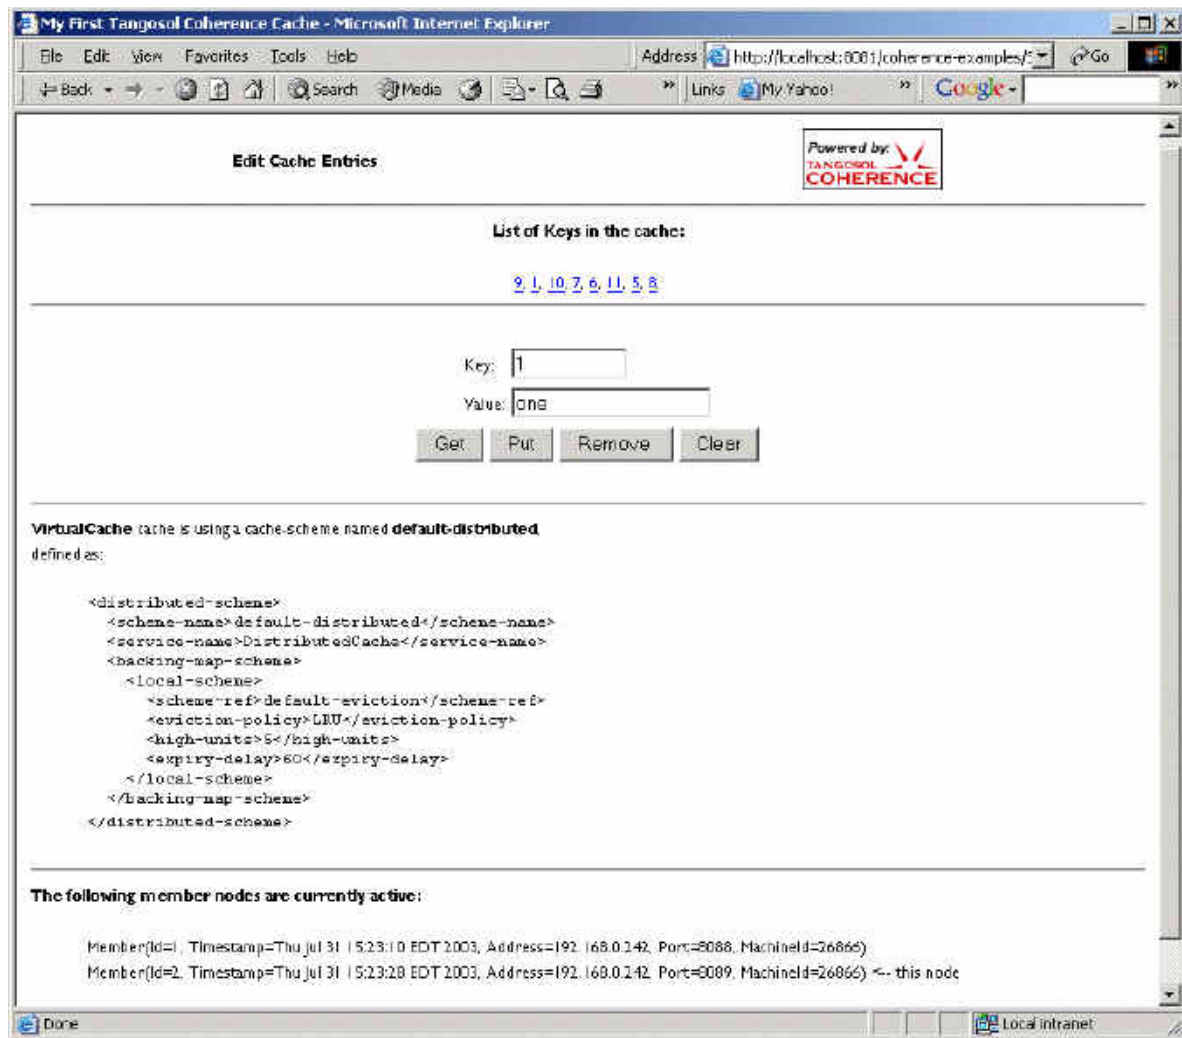 My First Tangosol Coherence Cache - Microsoft Internet Explorer
File Edit View Favorites Tools Help
Address http://localhost:8081/coherence-examples/ Go
Back Search Media Links My Yahoo! Google
Edit Cache Entries
Powered by:
TANGOSOL
COHERENCE
List of Keys in the cache:
9, 1, 10, 7, 6, 11, 5, 8,
Key: 1
Value: one
Get Put Remove Clear
VirtualCache cache is using a cache-scheme named default-distributed,
defined as:
<distributed-scheme>
<scheme-name>default-distributed</scheme-name>
<service-name>DistributedCache</service-name>
<backing-map-scheme>
<local-scheme>
<scheme-ref>default-eviction</scheme-ref>
<eviction-policy>LRU</eviction-policy>
<high-units>5</high-units>
<expiry-delay>60</expiry-delay>
</local-scheme>
</backing-map-scheme>
</distributed-scheme>
The following member nodes are currently active:
Member(Id=1, Timestamp=Thu Jul 31 15:23:10 EDT 2003, Address=192.168.0.242, Port=8088, MachineId=26866)
Member(Id=2, Timestamp=Thu Jul 31 15:23:28 EDT 2003, Address=192.168.0.242, Port=8089, MachineId=26866) <-- this node
Done Local intranet